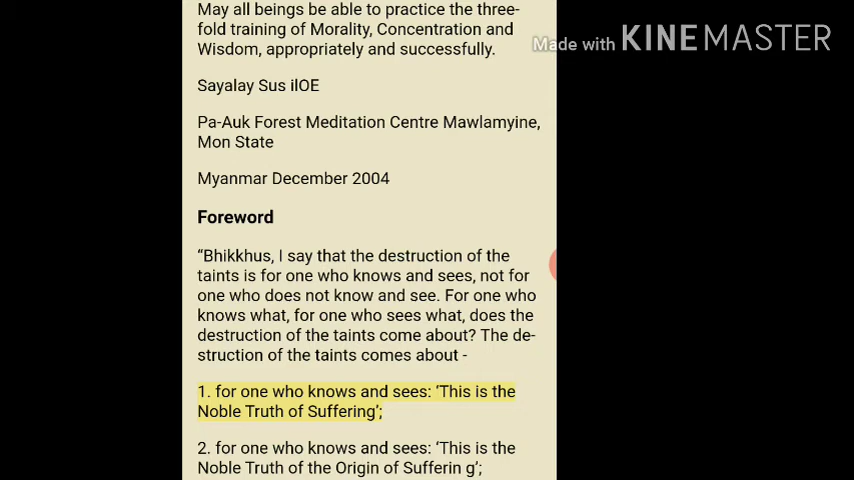 May all beings be able to practice the three-
fold training of Morality, Concentration and
Wisdom, appropriately and successfully.
Made with KINEMASTER
Sayalay Sus ilOE
Pa-Auk Forest Meditation Centre Mawlamyine,
Mon State
Myanmar December 2004
Foreword
“Bhikkhus, I say that the destruction of the
taints is for one who knows and sees, not for
one who does not know and see. For one who
knows what, for one who sees what, does the
destruction of the taints come about? The de-
struction of the taints comes about -
1. for one who knows and sees: ‘This is the
Noble Truth of Suffering’;
2. for one who knows and sees: ‘This is the
Noble Truth of the Origin of Sufferin g’;